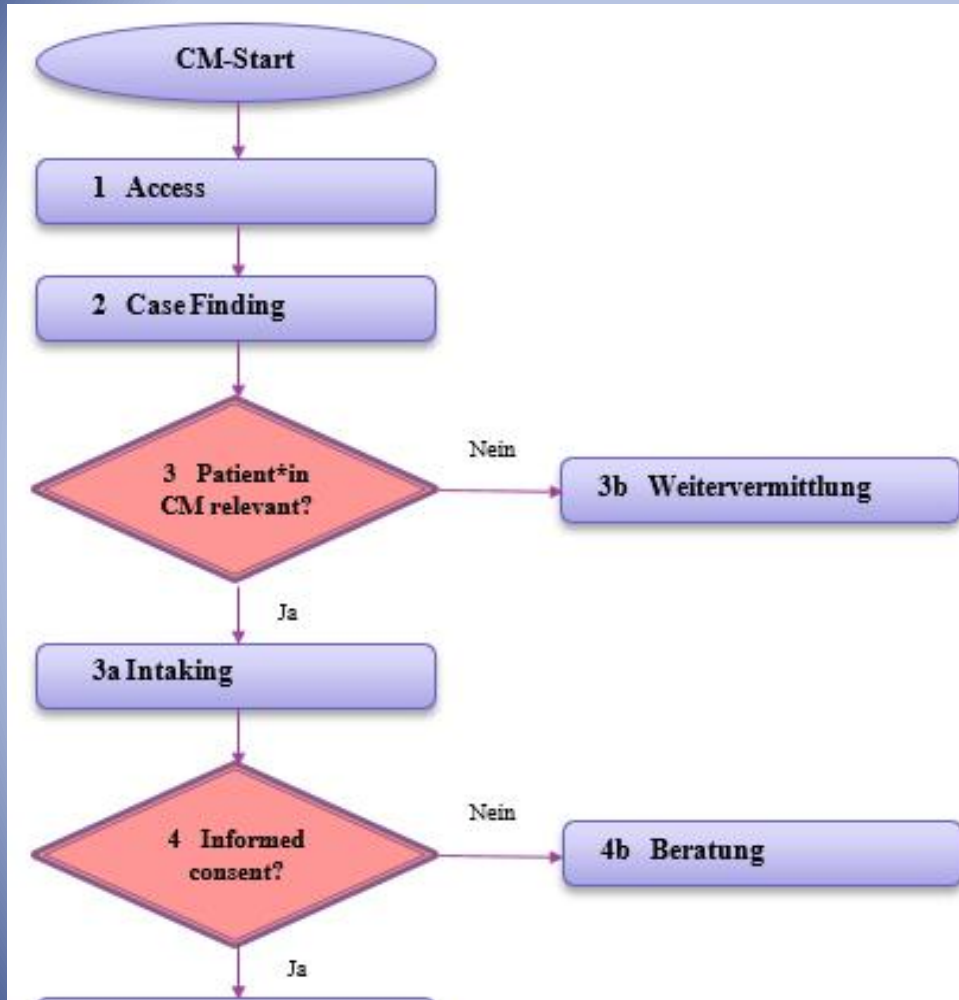 CM-Start
1 Access
2 Case Finding
3 Patient*in
CM relevant?
Nein
3b Weitervermittlung
Ja
3a Intaking
4 Informed
consent?
Nein
4b Beratung
Ja